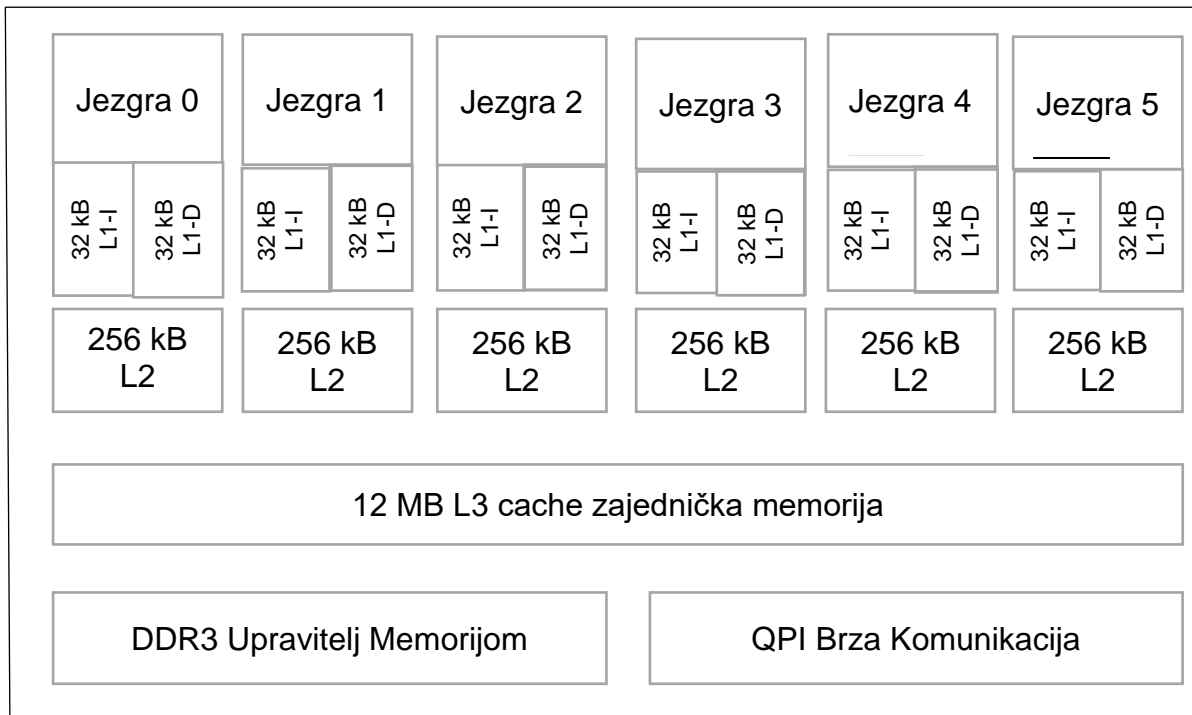 Jezgra 0
Jezgra 1
Jezgra 2
Jezgra 3
Jezgra 4
Jezgra 5
32 kB
L1-I
32 kB
L1-D
32 kB
L1-I
32 kB
L1-D
32 kB
L1-I
32 kB
L1-D
32 kB
L1-I
32 kB
L1-D
32 kB
L1-I
32 kB
L1-D
32 kB
L1-I
32 kB
L1-D
256 kB
L2
256 kB
L2
256 kB
L2
256 kB
L2
256 kB
L2
256 kB
L2
12 MB L3 cache zajednička memorija
DDR3 Upravitelj Memorijom
QPI Brza Komunikacija